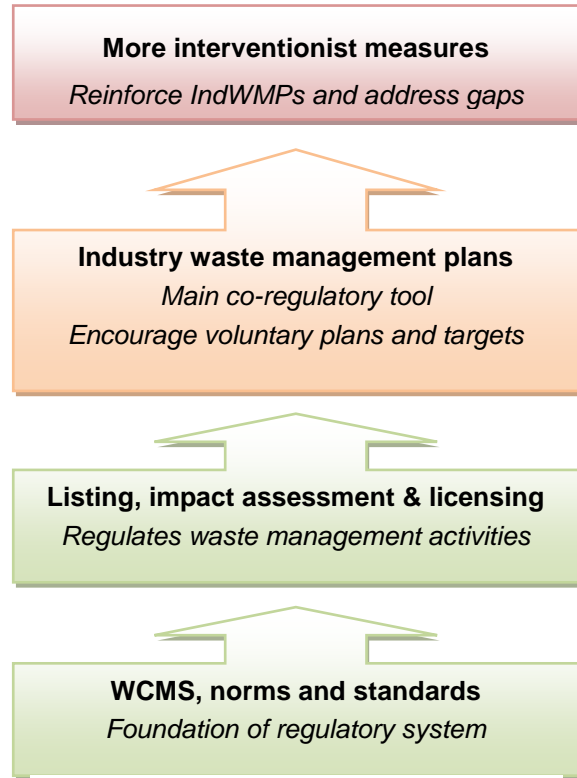 More interventionist measures
Reinforce IndWMPs and address gaps
Industry waste management plans
Main co-regulatory tool
Encourage voluntary plans and targets
Listing, impact assessment & licensing
Regulates waste management activities
WCMS, norms and standards
Foundation of regulatory system